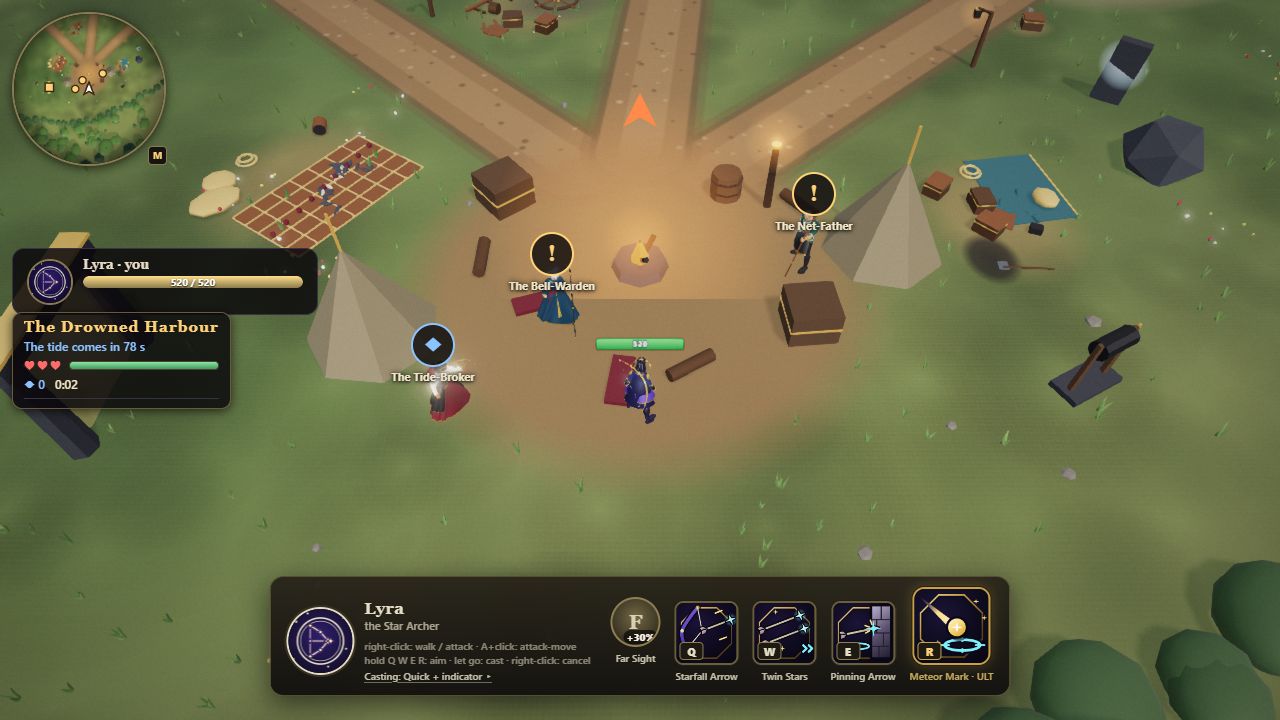 M
!
The Net-Father
!
The Bell-Warden
Lyra · you
520 / 520
The Drowned Harbour
The tide comes in 78 s
0 0:02
The Tide-Broker
520
Lyra
the Star Archer
right-click: walk / attack · A+click: attack-move
hold Q W E R: aim · let go: cast · right-click: cancel
Casting: Quick + indicator ▸
F
+30%
Far Sight
Q
Starfall Arrow
W
Twin Stars
E
Pinning Arrow
R
Meteor Mark · ULT